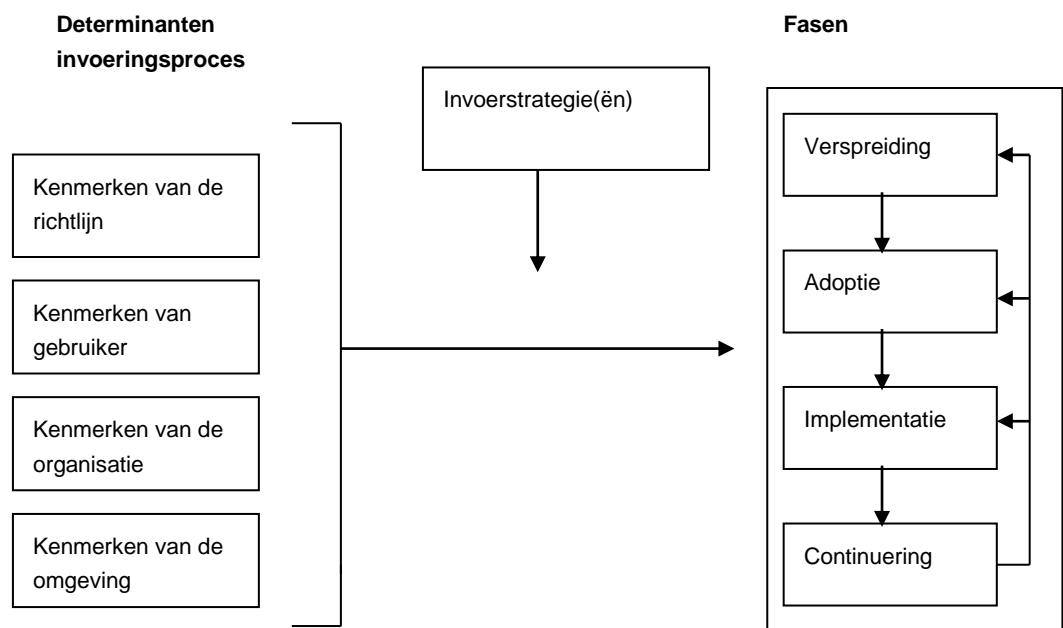 Determinanten
invoeringsproces
Kenmerken van de
richtlijn
Kenmerken van
gebruiker
Kenmerken van de
organisatie
Kenmerken van de
omgeving
Invoerstrategie(ën)
Fasen
Verspreiding
Adoptie
Implementatie
Continuering